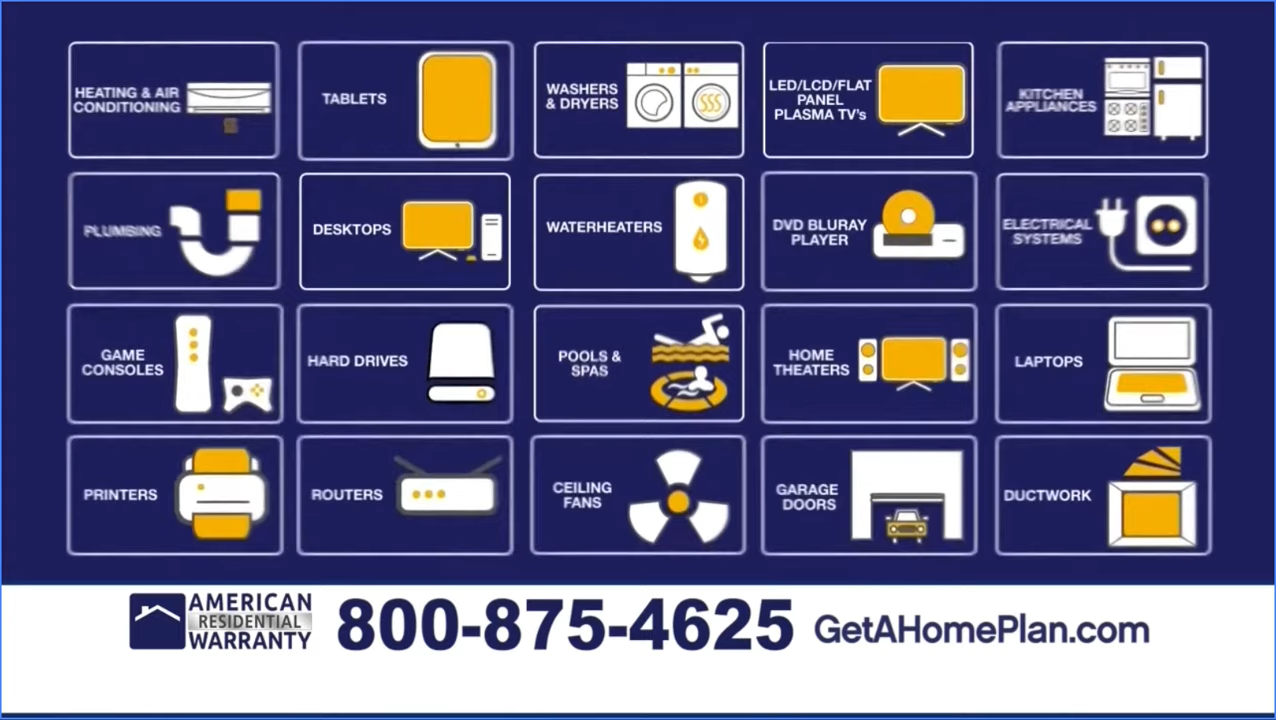 HEATING & AIR
CONDITIONING
TABLETS
WASHERS
& DRYERS
LED/LCD/FLAT
PANEL
PLASMA TV's
KITCHEN
APPLIANCES
PLUMBING
DESKTOPS
WATERHEATERS
DVD BLURAY
PLAYER
ELECTRICAL
SYSTEMS
GAME
CONSOLES
HARD DRIVES
POOLS &
SPAS
HOME
THEATERS
LAPTOPS
PRINTERS
ROUTERS
CEILING
FANS
GARAGE
DOORS
DUCTWORK
AMERICAN
RESIDENTIAL
WARRANTY
800-875-4625
GetAHomePlan.com